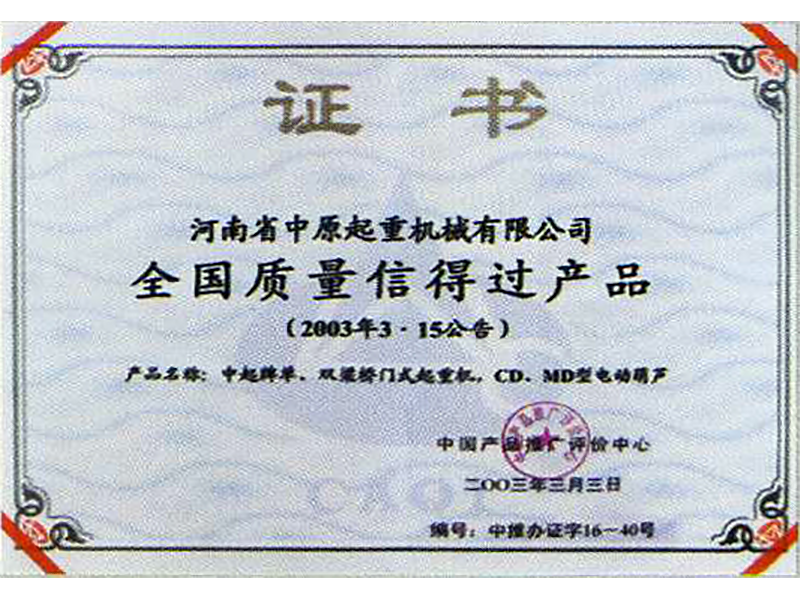 证 书
河南省中原起重机械有限公司
全国质量信得过产品
（2003年3·15公告）
产品名称：中起牌单、双梁桥门式起重机，CD、MD型电动葫芦
中国产品推广评价中心
二OO三年三月三日
编号：中推办证字16－40号